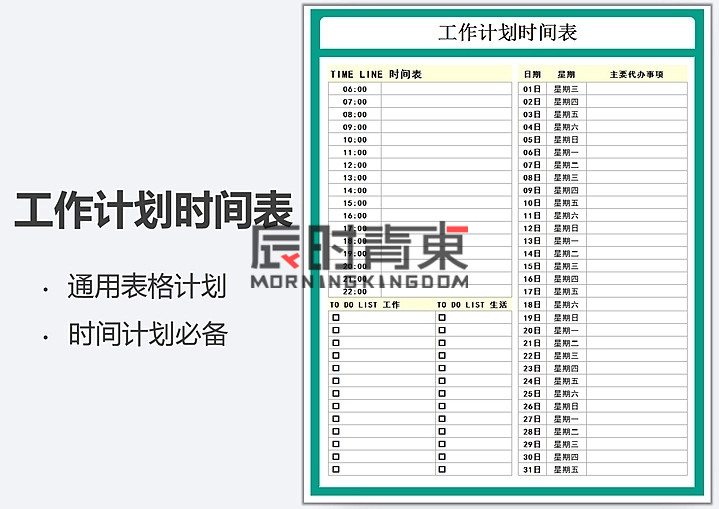 工作计划时间表
· 通用表格计划
· 时间计划必备
工作计划时间表
TIME LINE 时间表
06:00
07:00
08:00
09:00
10:00
11:00
12:00
13:00
14:00
15:00
16:00
17:00
18:00
19:00
20:00
21:00
22:00
TO DO LIST 工作 TO DO LIST 生活
日期 星期 主要代办事项
01日 星期三
02日 星期四
03日 星期五
04日 星期六
05日 星期日
06日 星期一
07日 星期二
08日 星期三
09日 星期四
10日 星期五
11日 星期六
12日 星期日
13日 星期一
14日 星期二
15日 星期三
16日 星期四
17日 星期五
18日 星期六
19日 星期日
20日 星期一
21日 星期二
22日 星期三
23日 星期四
24日 星期五
25日 星期六
26日 星期日
27日 星期一
28日 星期二
29日 星期三
30日 星期四
31日 星期五
辰时青東
MORNINGKINGDOM